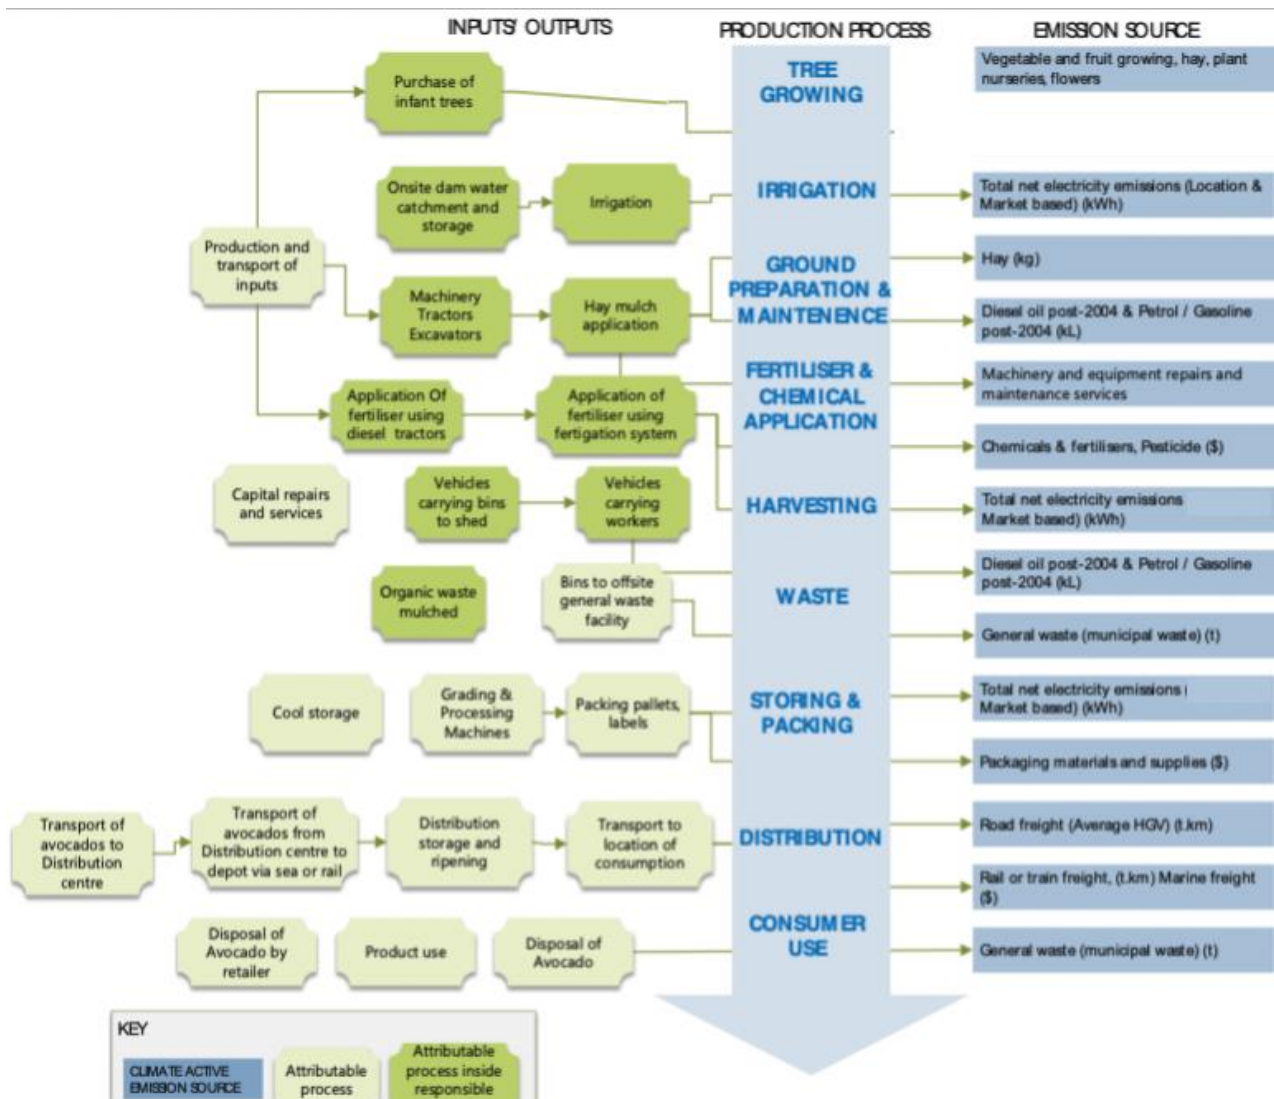 INPUTS' OUTPUTS
PRODUCTION PROCESS
EMISSION SOURCE
Purchase of
infant trees
TREE
GROWING
Vegetable and fruit growing, hay, plant
nurseries, flowers
Onsite dam water
catchment and
storage
Irrigation
IRRIGATION
Total net electricity emissions (Location &
Market based) (kWh)
Production and
transport of
inputs
Machinery
Tractors
Excavators
Hay mulch
application
GROUND
PREPARATION &
MAINTENENCE
Hay (kg)
Diesel oil post-2004 & Petrol / Gasoline
post-2004 (kL)
Application Of
fertiliser using
diesel tractors
Application of
fertiliser using
fertigation system
FERTILISER &
CHEMICAL
APPLICATION
Machinery and equipment repairs and
maintenance services
Chemicals & fertilisers, Pesticide ($)
Capital repairs
and services
Vehicles
carrying bins
to shed
Vehicles
carrying
workers
HARVESTING
Total net electricity emissions
Market based) (kWh)
Organic waste
mulched
Bins to offsite
general waste
facility
WASTE
Diesel oil post-2004 & Petrol / Gasoline
post-2004 (kL)
General waste (municipal waste) (t)
Cool storage
Grading &
Processing
Machines
Packing pallets,
labels
STORING &
PACKING
Total net electricity emissions (
Market based) (kWh)
Packaging materials and supplies ($)
Transport of
avocados to
Distribution
centre
Transport of
avocados from
Distribution centre to
depot via sea or rail
Distribution
storage and
ripening
Transport to
location of
consumption
DISTRIBUTION
Road freight (Average HGV) (t.km)
Rail or train freight, (t.km) Marine freight
($)
Disposal of
Avocado by
retailer
Product use
Disposal of
Avocado
CONSUMER
USE
General waste (municipal waste) (t)
KEY
CLIMATE ACTIVE
EMISSION SOURCE
Attributable
process
Attributable
process inside
responsible